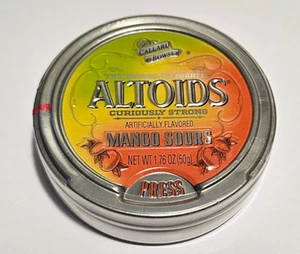 CALLARD
& BOWSER
ALTOIDS
CURIOUSLY STRONG
ARTIFICIALLY FLAVORED
MANGO SOURS
NET WT 1.76 OZ (50g)
PRESS